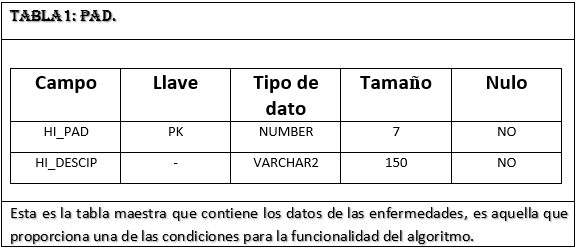 TABLA 1: PAD.
Campo Llave Tipo de dato Tamaño Nulo
HI_PAD PK NUMBER 7 NO
HI_DESCIP - VARCHAR2 150 NO
Esta es la tabla maestra que contiene los datos de las enfermedades, es aquella que
proporciona una de las condiciones para la funcionalidad del algoritmo.